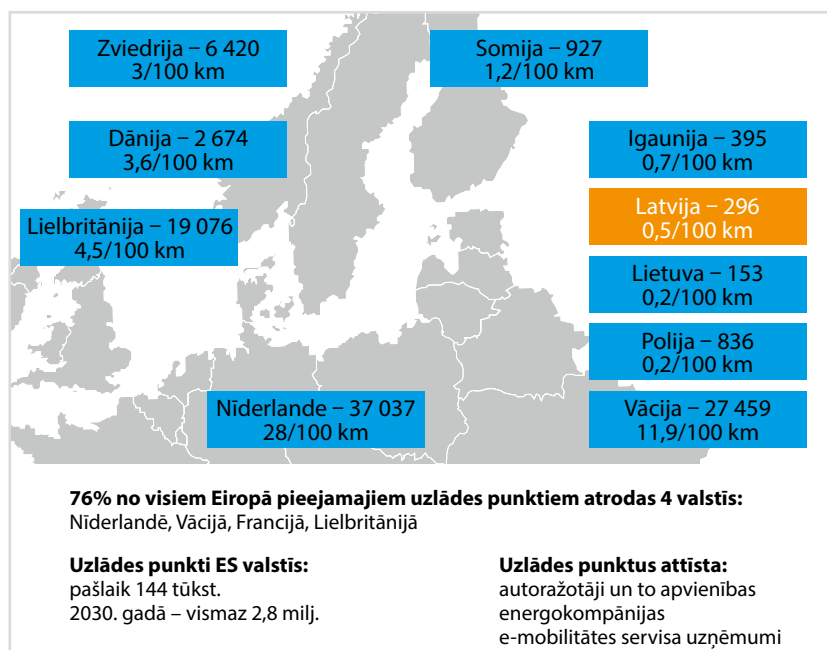 Zviedrija – 6 420
3/100 km
Somija – 927
1,2/100 km
Dānija – 2 674
3,6/100 km
Igaunija – 395
0,7/100 km
Latvija – 296
0,5/100 km
Lielbritānija – 19 076
4,5/100 km
Lietuva – 153
0,2/100 km
Polija – 836
0,2/100 km
Nīderlande – 37 037
28/100 km
Vācija – 27 459
11,9/100 km
76% no visiem Eiropā pieejamajiem uzlādes punktiem atrodas 4 valstīs:
Nīderlandē, Vācijā, Francijā, Lielbritānijā
Uzlādes punkti ES valstīs:
pašlaik 144 tūkst.
2030. gadā – vismaz 2,8 milj.
Uzlādes punktus attīsta:
autoražotāji un to apvienības
energokompānijas
e-mobilitātes servisa uzņēmumi